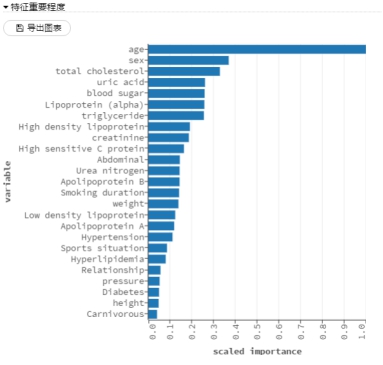 特征重要程度
导出图表
age
sex
total cholesterol
uric acid
blood sugar
Lipoprotein (alpha)
triglyceride
High density lipoprotein
creatinine
High sensitive C protein
Abdominal
Urea nitrogen
Apolipoprotein B
Smoking duration
weight
Low density lipoprotein
Apolipoprotein A
Hypertension
Sports situation
Hyperlipidemia
Relationship
pressure
Diabetes
height
Carnivorous
variable
0.0 0.1 0.2 0.3 0.4 0.5 0.6 0.7 0.8 0.9 1.0
scaled importance